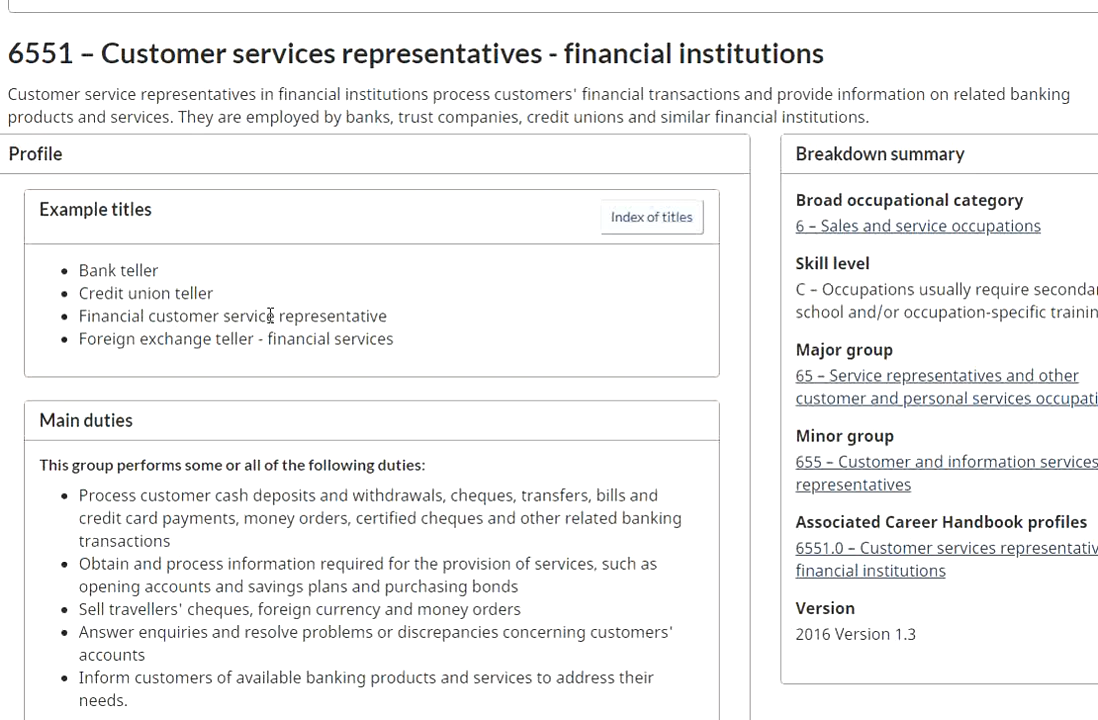 6551 – Customer services representatives - financial institutions
Customer service representatives in financial institutions process customers' financial transactions and provide information on related banking
products and services. They are employed by banks, trust companies, credit unions and similar financial institutions.
Profile
Example titles
Index of titles
Bank teller
Credit union teller
Financial customer service representative
Foreign exchange teller - financial services
Main duties
This group performs some or all of the following duties:
Process customer cash deposits and withdrawals, cheques, transfers, bills and
credit card payments, money orders, certified cheques and other related banking
transactions
Obtain and process information required for the provision of services, such as
opening accounts and savings plans and purchasing bonds
Sell travellers' cheques, foreign currency and money orders
Answer enquiries and resolve problems or discrepancies concerning customers'
accounts
Inform customers of available banking products and services to address their
needs.
Breakdown summary
Broad occupational category
6 – Sales and service occupations
Skill level
C – Occupations usually require seconda
school and/or occupation-specific trainin
Major group
65 – Service representatives and other
customer and personal services occupati
Minor group
655 – Customer and information services
representatives
Associated Career Handbook profiles
6551.0 – Customer services representativ
financial institutions
Version
2016 Version 1.3